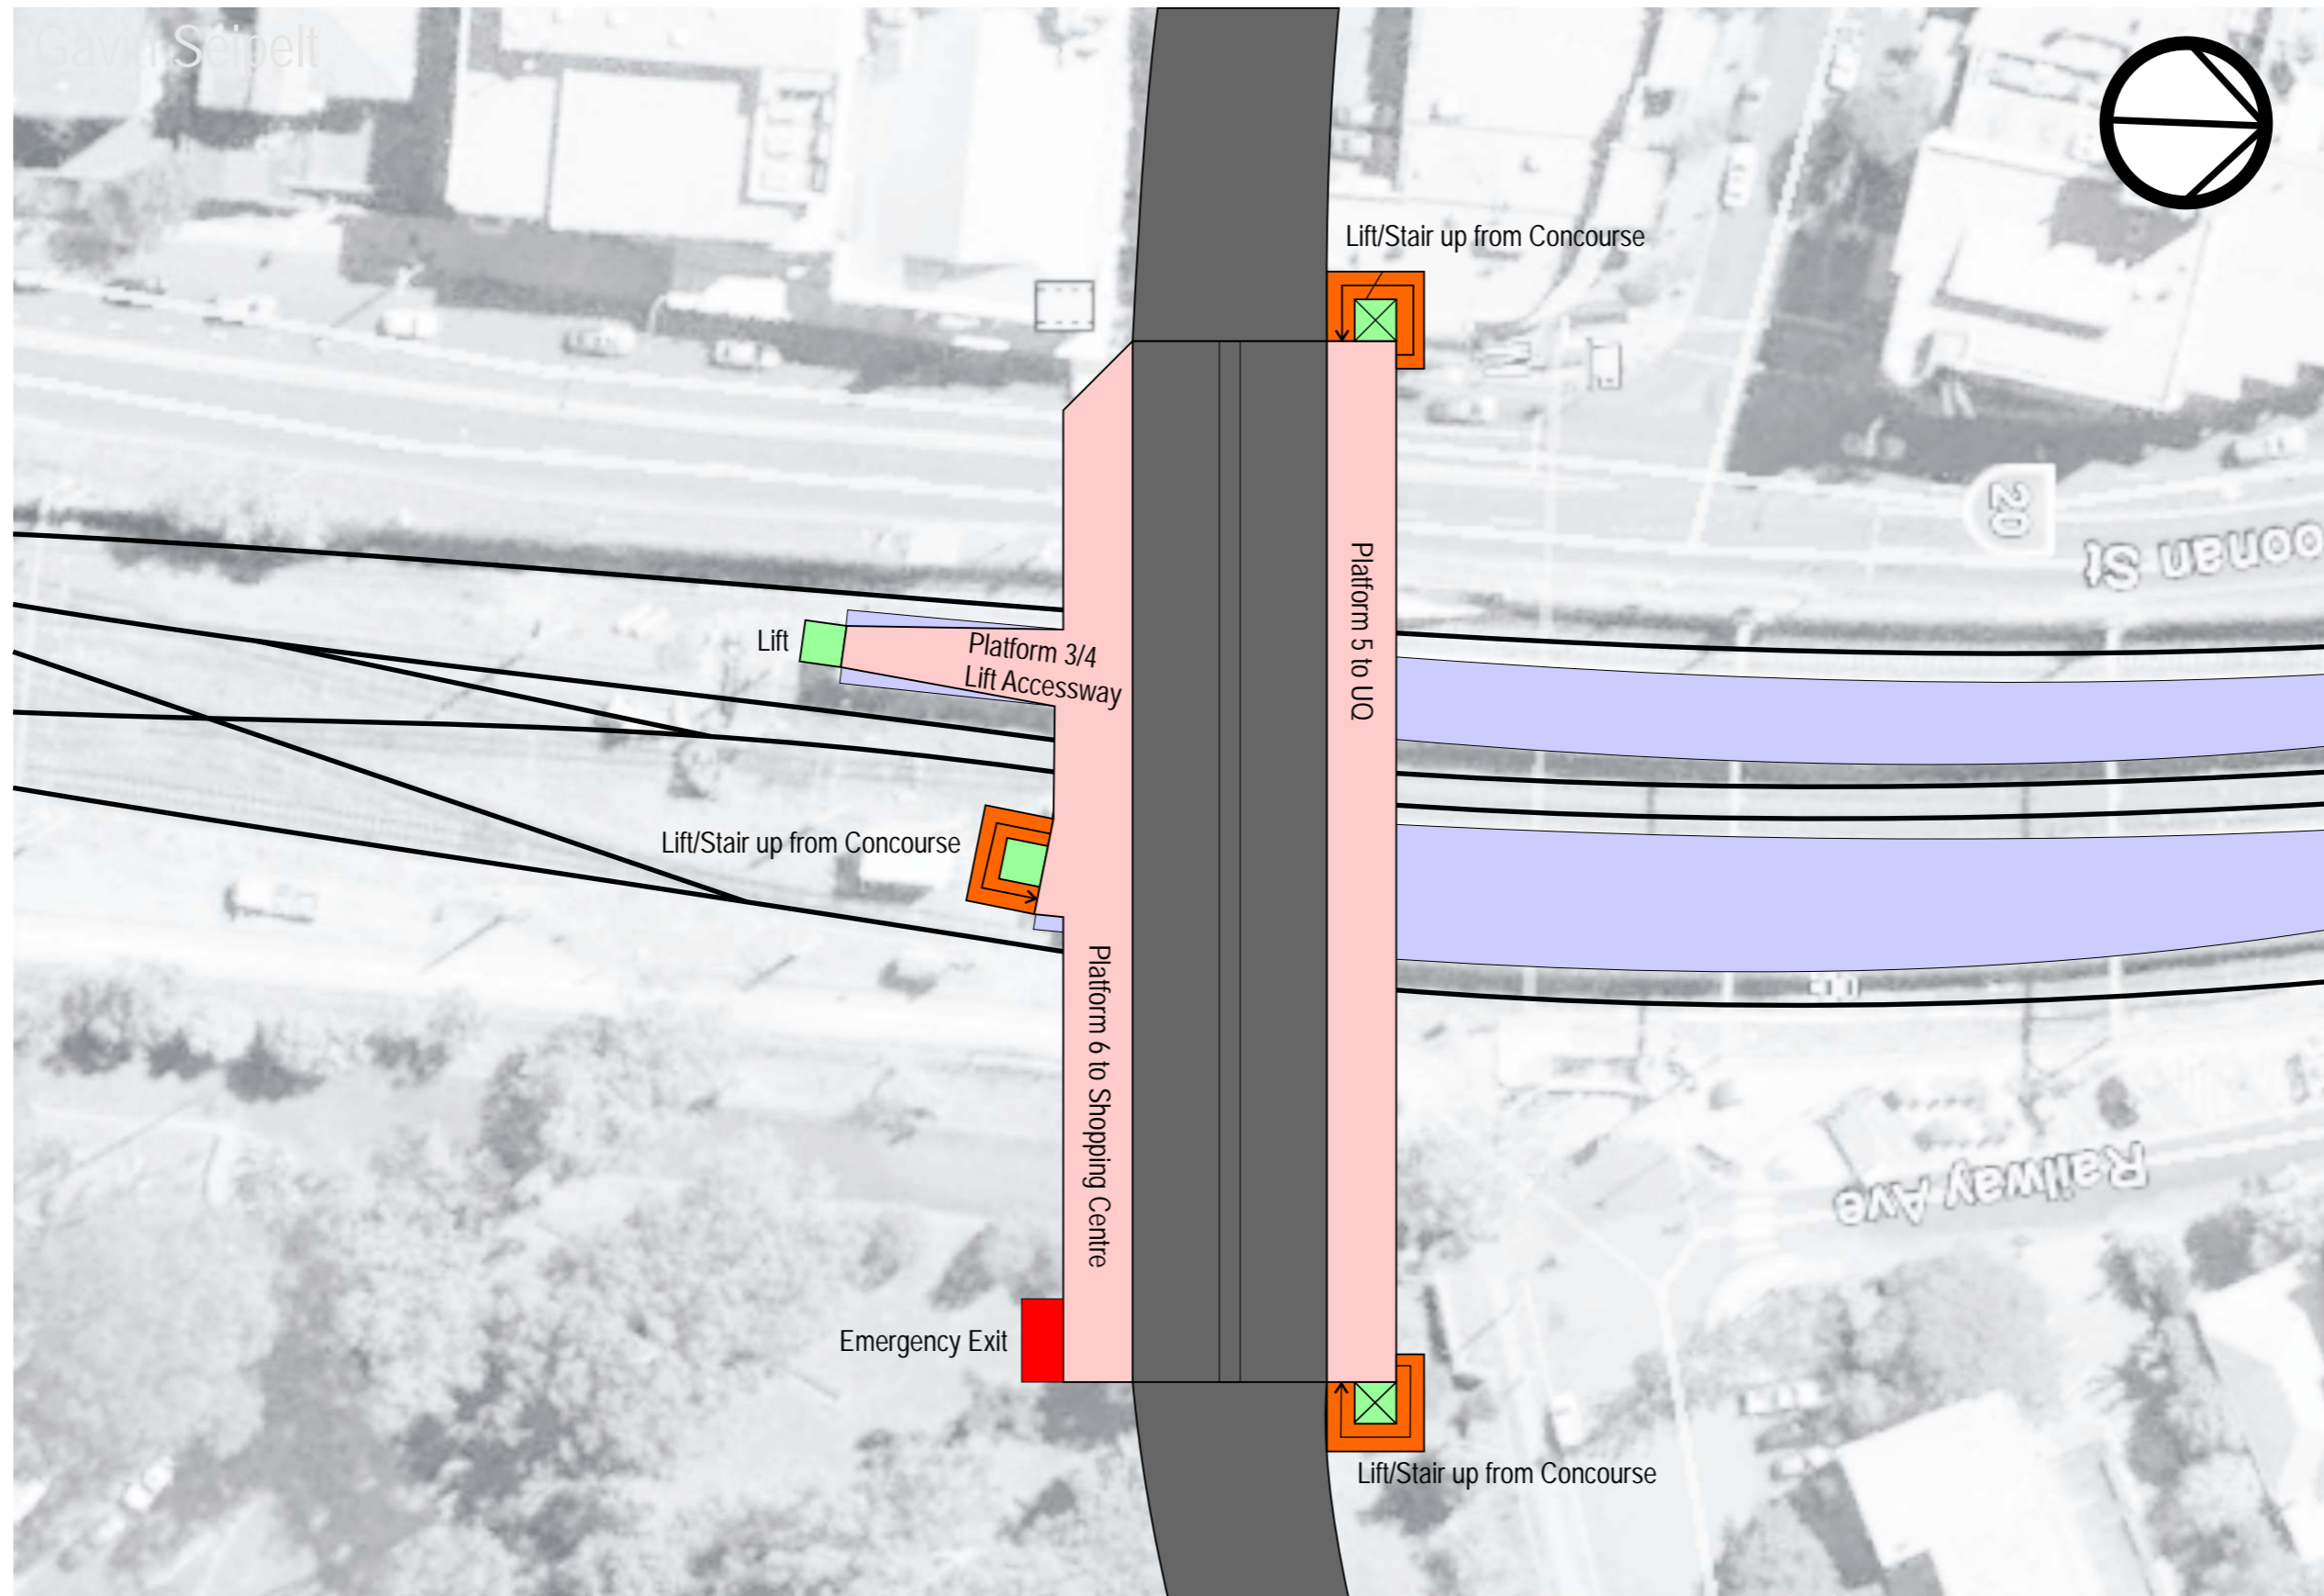 Gavin Seipelt
Lift/Stair up from Concourse
20
oonan St
Platform 5 to UQ
Lift
Platform 3/4
Lift Accessway
Lift/Stair up from Concourse
Platform 6 to Shopping Centre
Railway Ave
Emergency Exit
Lift/Stair up from Concourse